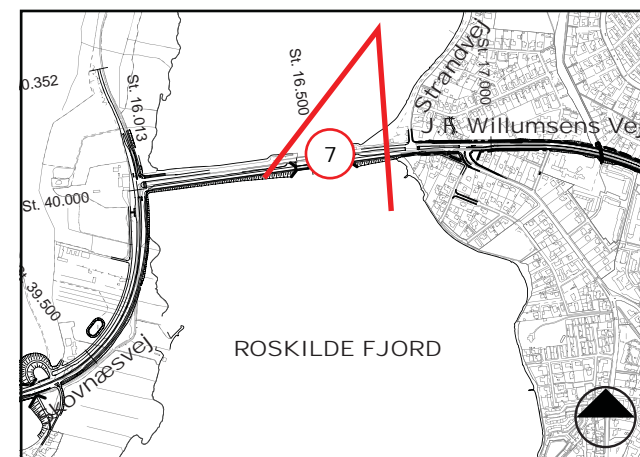 0.352
St. 16.013
St. 16.500
Strandvej
St. 17.000
J.F. Willumsens Vej
7
St. 40.000
St. 39.500
ROSKILDE FJORD